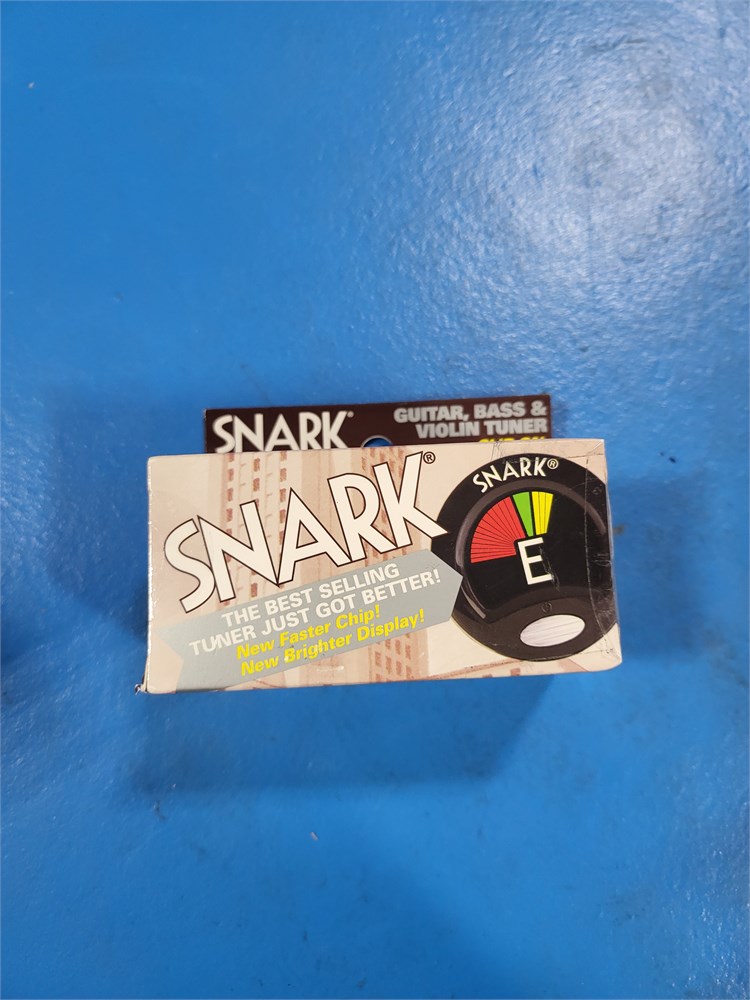 SNARK®
GUITAR, BASS &
VIOLIN TUNER
SNARK®
SNARK®
E
THE BEST SELLING
TUNER JUST GOT BETTER!
New Faster Chip!
New Brighter Display!